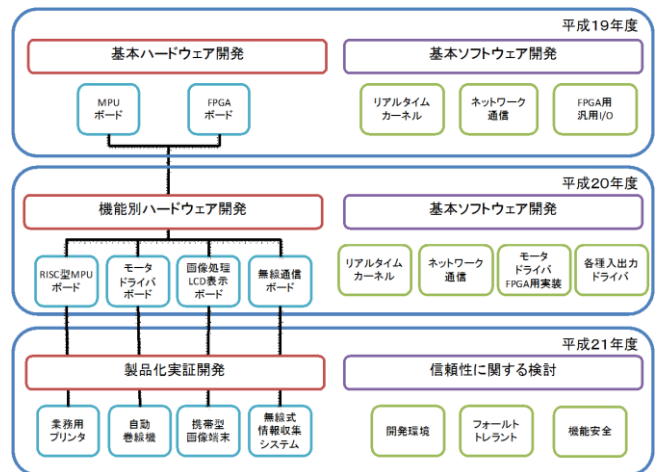 平成19年度
基本ハードウェア開発
基本ソフトウェア開発
MPU
ボード
FPGA
ボード
リアルタイム
カーネル
ネットワーク
通信
FPGA用
汎用I/O
平成20年度
機能別ハードウェア開発
基本ソフトウェア開発
RISC型MPU
ボード
モータ
ドライバ
ボード
画像処理
LCD表示
ボード
無線通信
ボード
リアルタイム
カーネル
ネットワーク
通信
モータ
ドライバ
FPGA用実装
各種入出力
ドライバ
平成21年度
製品化実証開発
信頼性に関する検討
業務用
プリンタ
自動
巻線機
携帯型
画像端末
無線式
情報収集
システム
開発環境
フォールト
トレラント
機能安全